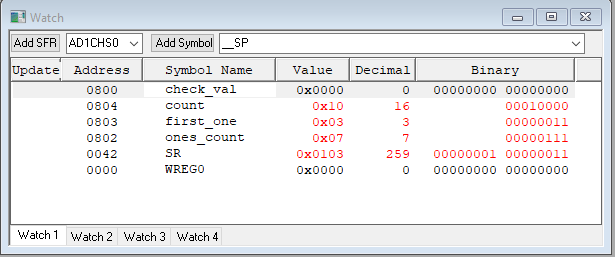 Watch
Add SFR AD1CHS0 Add Symbol __SP
Update Address Symbol Name Value Decimal Binary
0800 check_val 0x0000 0 00000000 00000000
0804 count 0x10 16 00010000
0803 first_one 0x03 3 00000011
0802 ones_count 0x07 7 00000111
0042 SR 0x0103 259 00000001 00000011
0000 WREG0 0x0000 0 00000000 00000000
Watch 1 Watch 2 Watch 3 Watch 4